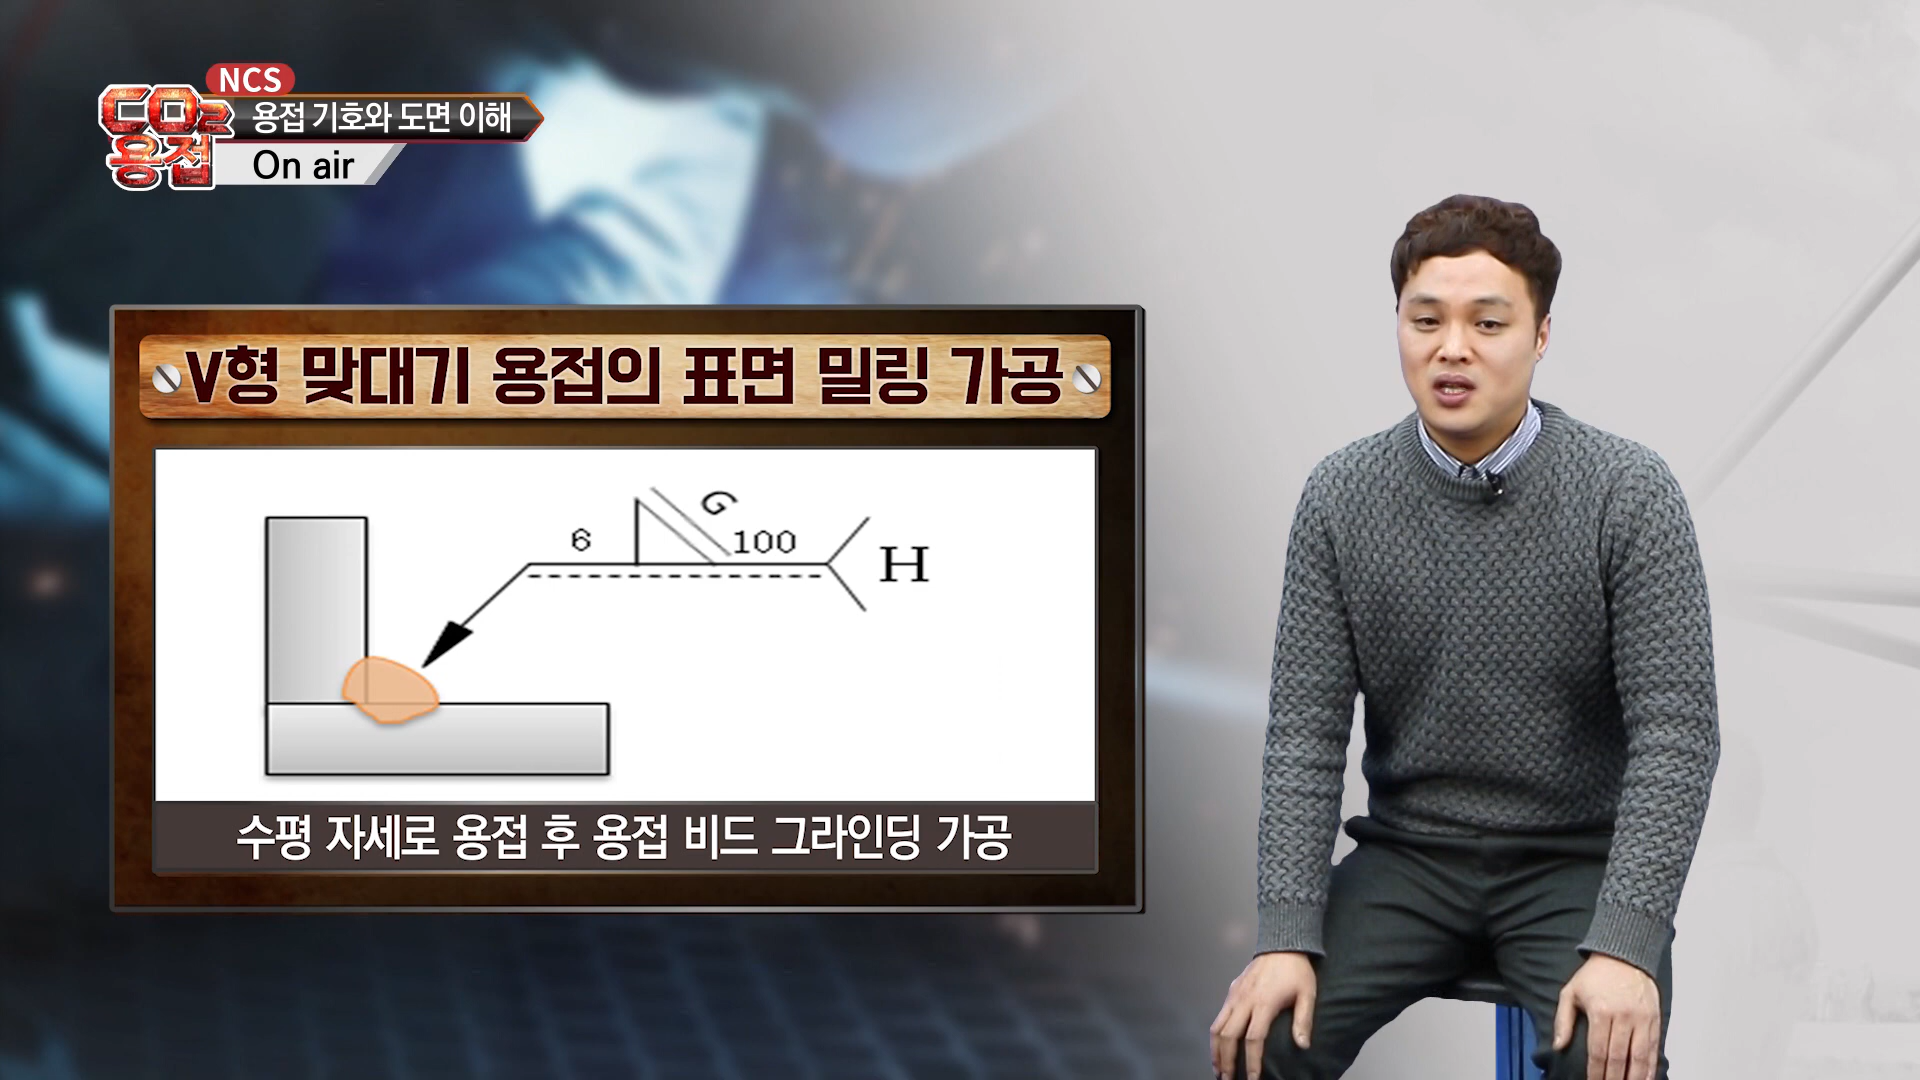 NCS
CO2
용접
용접 기호와 도면 이해
On air
V형 맞대기 용접의 표면 밀링 가공
6
G
100
H
수평 자세로 용접 후 용접 비드 그라인딩 가공